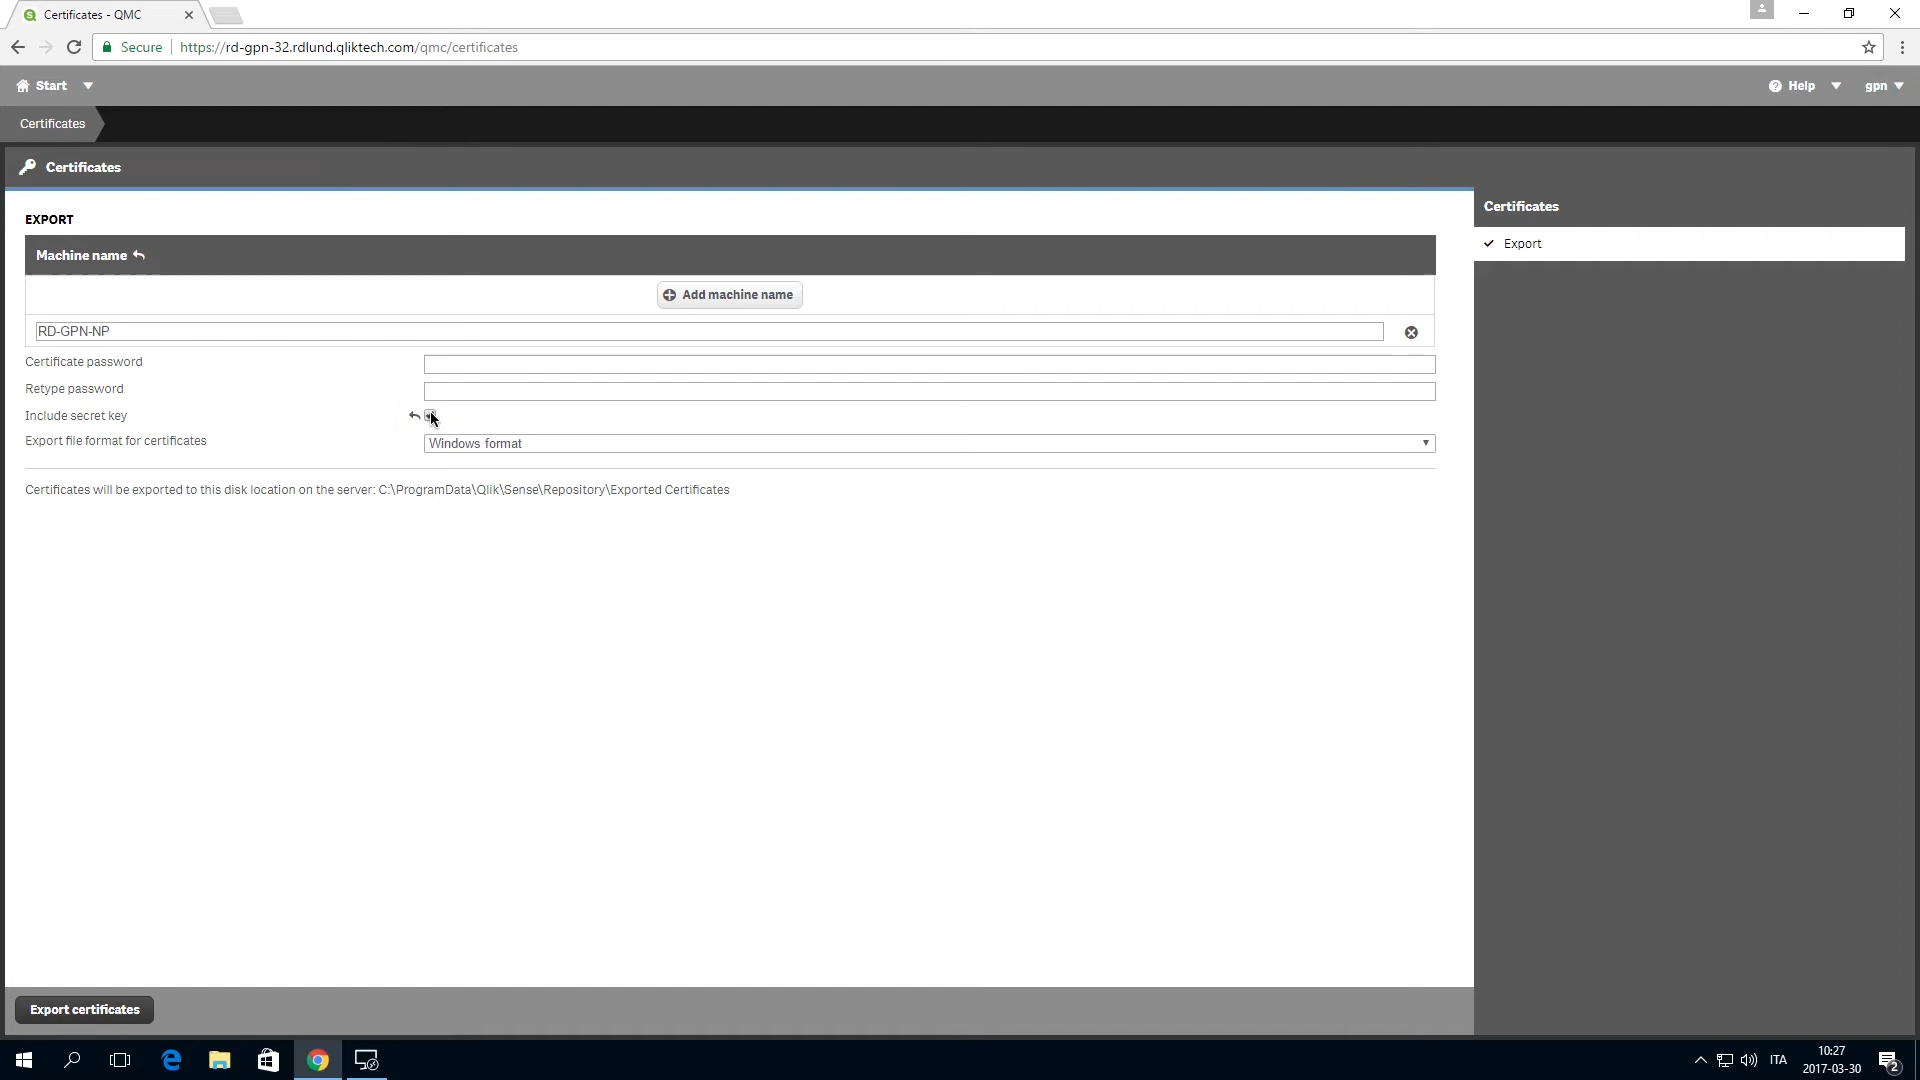 Certificates - QMC
Secure https://rd-gpn-32.rdlund.qliktech.com/qmc/certificates
Start
Help
gpn
Certificates
Certificates
EXPORT
Machine name
Add machine name
RD-GPN-NP
Certificate password
Retype password
Include secret key
Export file format for certificates
Windows format
Certificates will be exported to this disk location on the server: C:\ProgramData\Qlik\Sense\Repository\Exported Certificates
Export certificates
Certificates
Export
ITA
10:27
2017-03-30
2